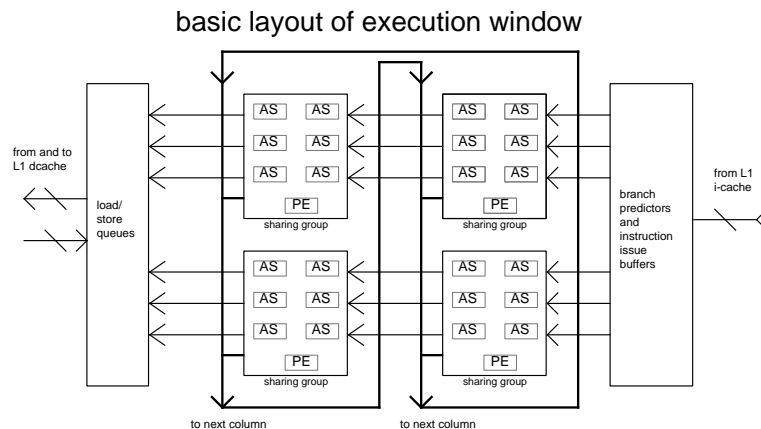 basic layout of execution window
AS AS AS AS
AS AS AS AS
AS AS AS AS
PE PE
sharing group sharing group
from and to
L1 dcache
load/
store
queues
from L1
i-cache
branch
predictors
and
instruction
issue
buffers
AS AS AS AS
AS AS AS AS
AS AS AS AS
PE PE
sharing group sharing group
to next column to next column